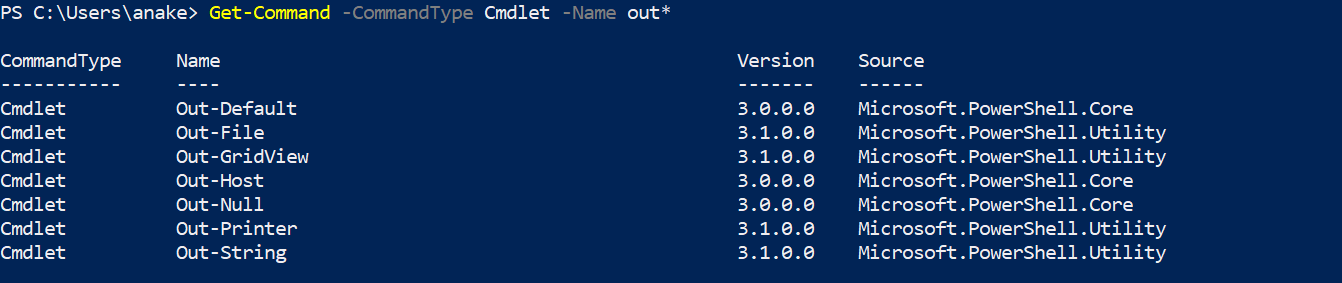 PS C:\Users\anake> Get-Command -CommandType Cmdlet -Name out*
CommandType Name Version Source
----------- ---- ------- ------
Cmdlet Out-Default 3.0.0.0 Microsoft.PowerShell.Core
Cmdlet Out-File 3.1.0.0 Microsoft.PowerShell.Utility
Cmdlet Out-GridView 3.1.0.0 Microsoft.PowerShell.Utility
Cmdlet Out-Host 3.0.0.0 Microsoft.PowerShell.Core
Cmdlet Out-Null 3.0.0.0 Microsoft.PowerShell.Core
Cmdlet Out-Printer 3.1.0.0 Microsoft.PowerShell.Utility
Cmdlet Out-String 3.1.0.0 Microsoft.PowerShell.Utility